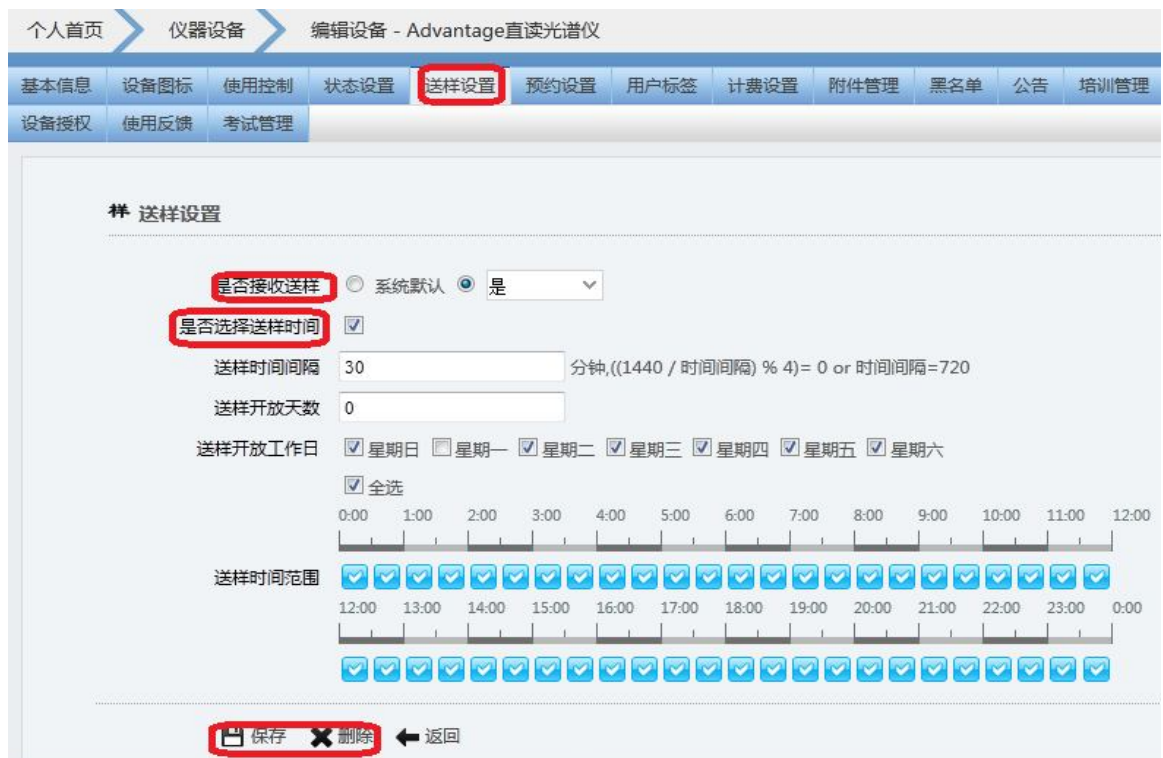 个人首页 仪器设备 编辑设备 - Advantage直读光谱仪
基本信息 设备图标 使用控制 状态设置 送样设置 预约设置 用户标签 计费设置 附件管理 黑名单 公告 培训管理
设备授权 使用反馈 考试管理
样 送样设置
是否接收送样 系统默认 是
是否选择送样时间
送样时间间隔 30 分钟,((1440 / 时间间隔) % 4)= 0 or 时间间隔=720
送样开放天数 0
送样开放工作日 星期日 星期一 星期二 星期三 星期四 星期五 星期六
全选
0:00 1:00 2:00 3:00 4:00 5:00 6:00 7:00 8:00 9:00 10:00 11:00 12:00
送样时间范围
12:00 13:00 14:00 15:00 16:00 17:00 18:00 19:00 20:00 21:00 22:00 23:00 0:00
保存 删除 返回